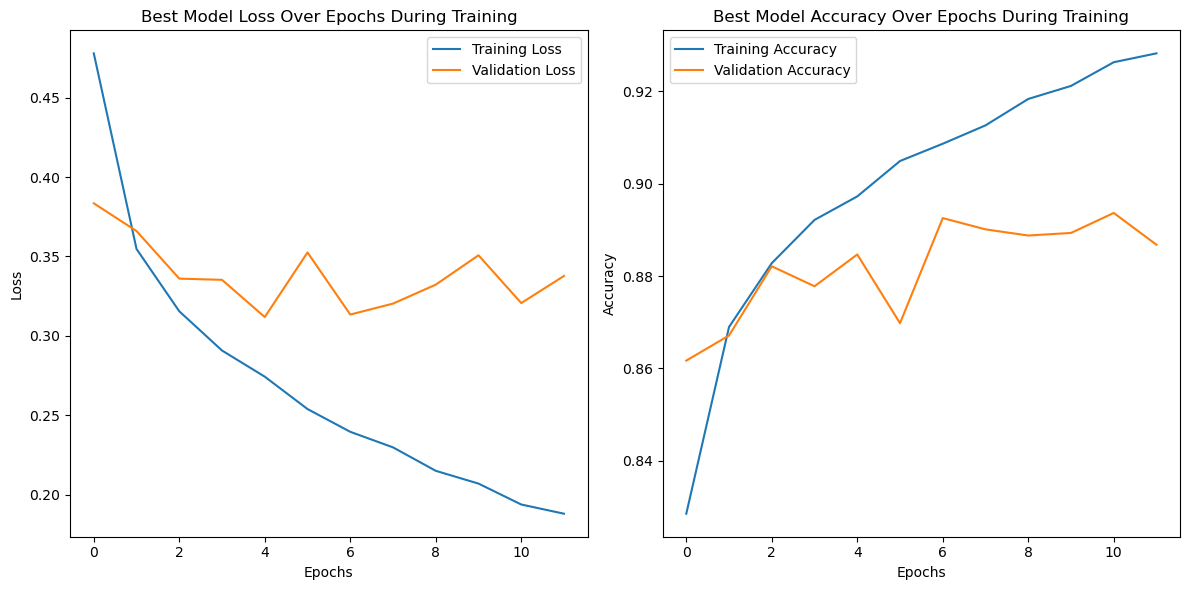 Best Model Loss Over Epochs During Training
Training Loss
Validation Loss
0.45
0.40
0.35
0.30
0.25
0.20
Loss
0 2 4 6 8 10
Epochs
Best Model Accuracy Over Epochs During Training
Training Accuracy
Validation Accuracy
0.92
0.90
0.88
0.86
0.84
Accuracy
0 2 4 6 8 10
Epochs